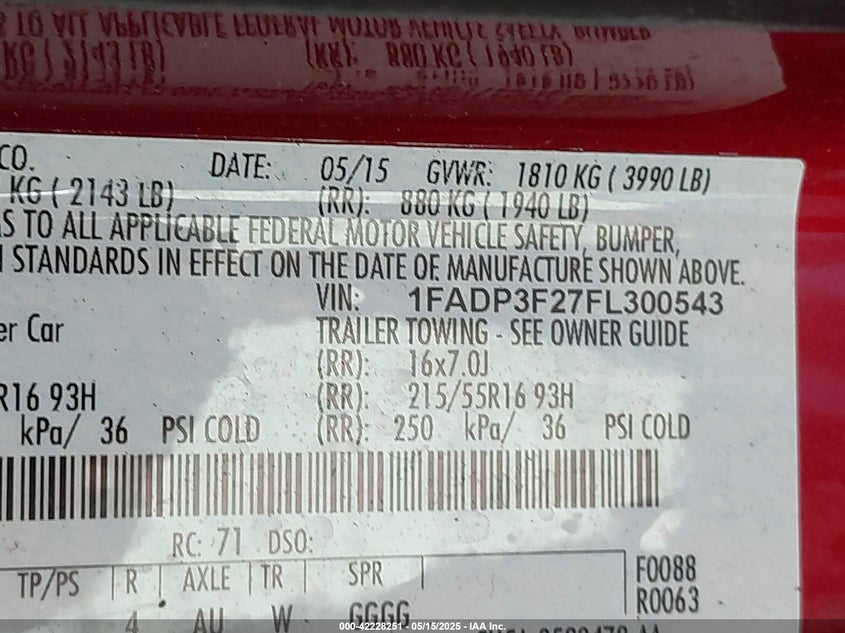 CO. DATE: 05/15 GVWR: 1810 KG ( 3990 LB)
KG ( 2143 LB) (RR): 880 KG ( 1940 LB)
S TO ALL APPLICABLE FEDERAL MOTOR VEHICLE SAFETY, BUMPER,
STANDARDS IN EFFECT ON THE DATE OF MANUFACTURE SHOWN ABOVE.
VIN: 1FADP3F27FL300543
er Car TRAILER TOWING - SEE OWNER GUIDE
(RR): 16x7.0J
R16 93H (RR): 215/55R16 93H
kPa/ 36 PSI COLD (RR): 250 kPa/ 36 PSI COLD
RC: 71 DSO:
TP/PS R AXLE TR SPR F0088
R0063
4 AU W GGGG
000-42228251 - 05/15/2025 - IAA Inc.